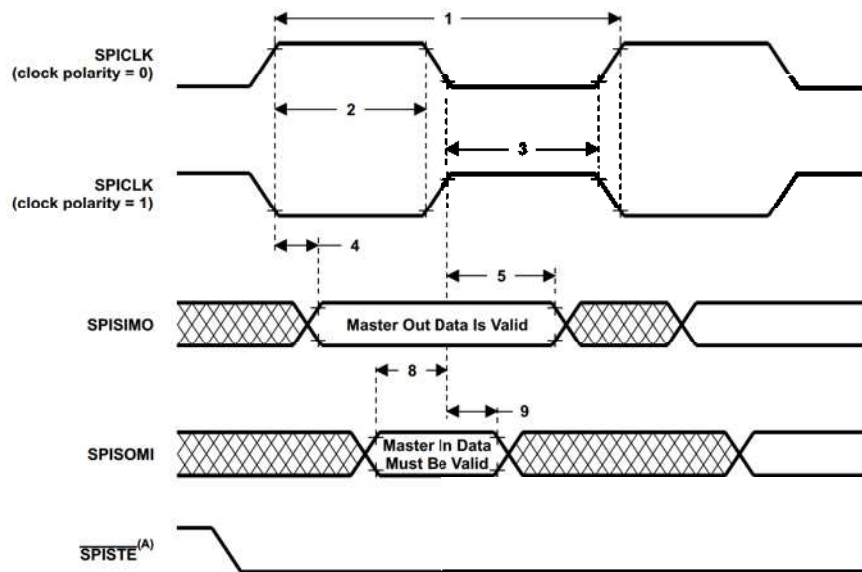 1
SPICLK
(clock polarity = 0)
2
3
SPICLK
(clock polarity = 1)
4
5
SPISIMO
Master Out Data Is Valid
8
9
SPISOMI
Master In Data
Must Be Valid
SPISTE(A)